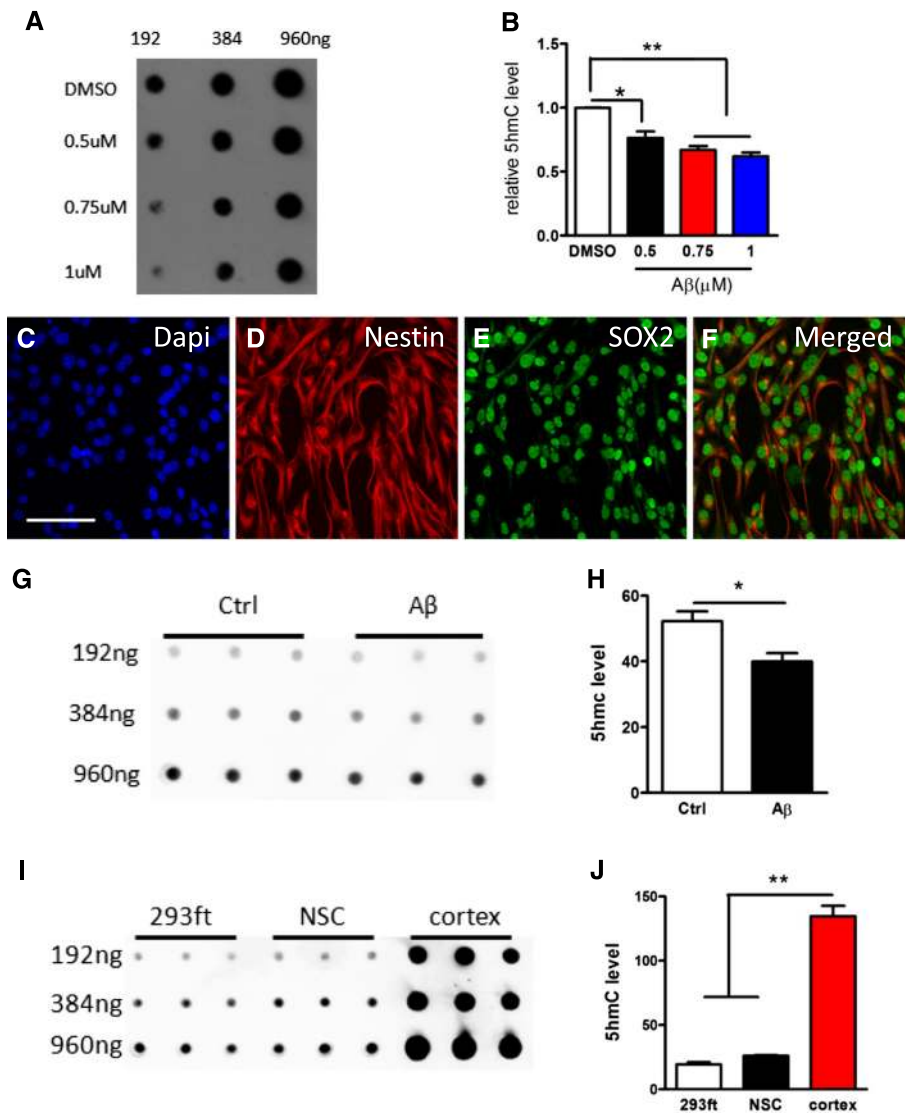 A
192 384 960ng
DMSO
0.5uM
0.75uM
1uM
B
**
*
1.5
1.0
0.5
0.0
relative 5hmC level
DMSO 0.5 0.75 1
Aβ(μM)
C Dapi
D Nestin
E SOX2
F Merged
G
Ctrl Aβ
192ng
384ng
960ng
H
*
60
40
20
0
5hmc level
Ctrl Aβ
I
293ft NSC cortex
192ng
384ng
960ng
J
**
150
100
50
0
5hmC level
293ft NSC cortex